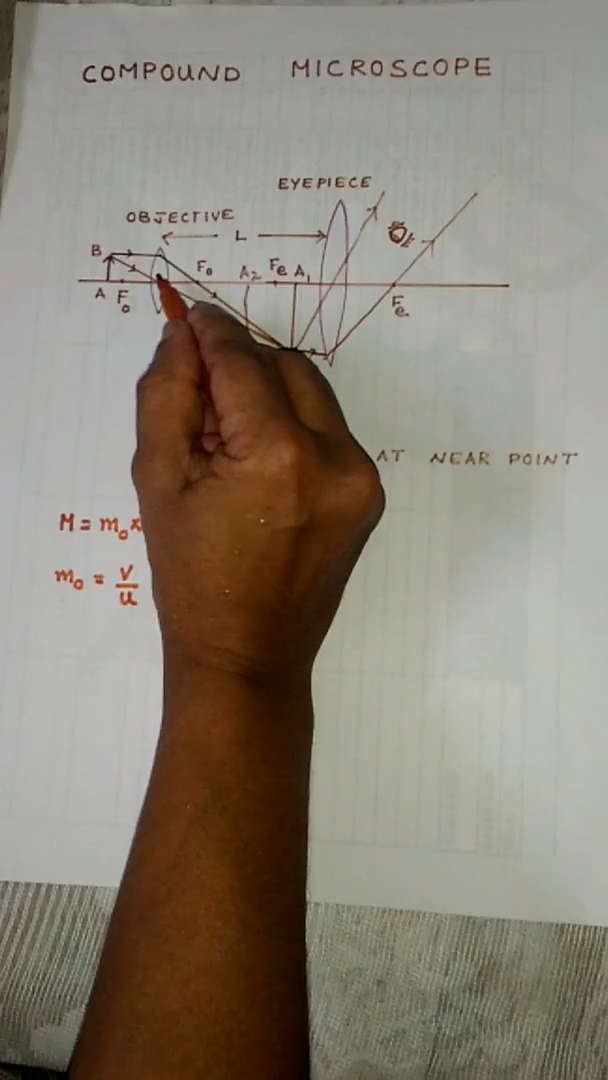 COMPOUND MICROSCOPE
EYEPIECE
OBJECTIVE
L
B
Fo A2 Fe A1
A Fo Fe
AT NEAR POINT
M = mo x
mo = v/u